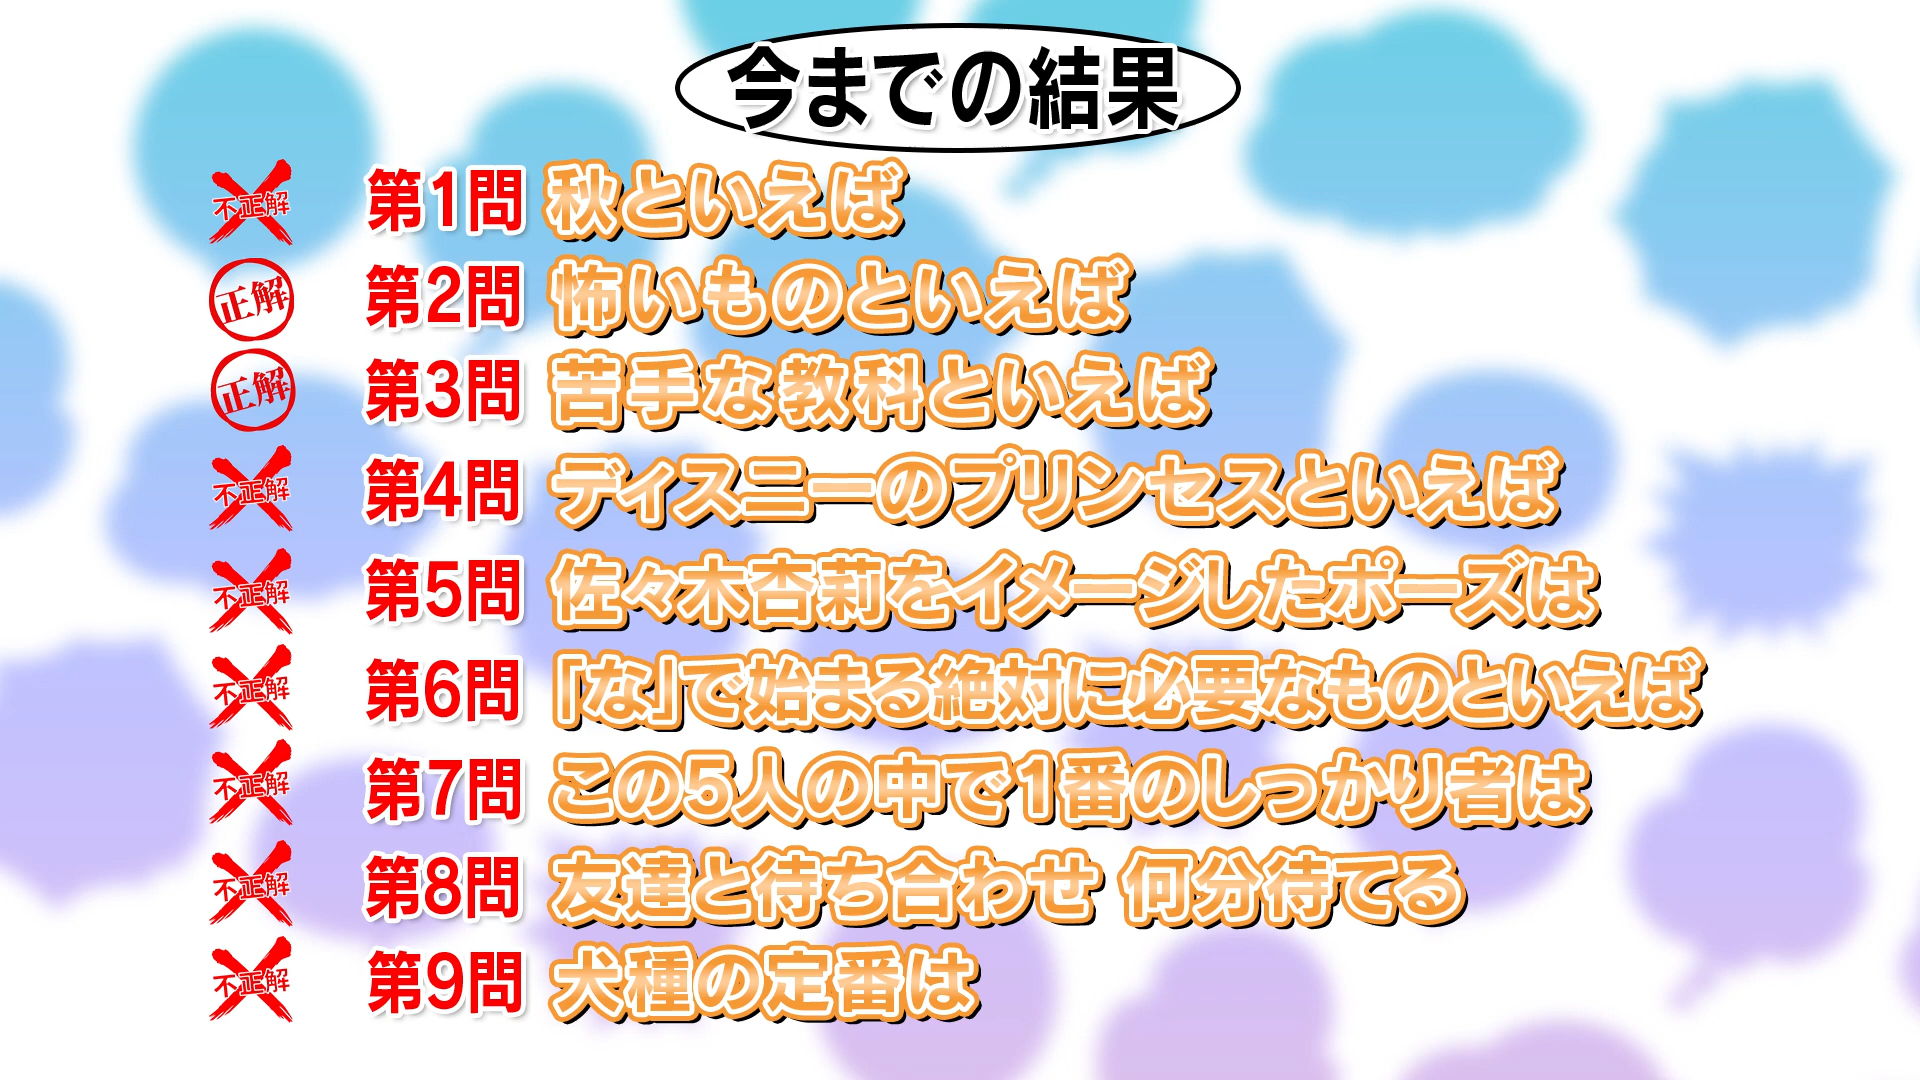 今までの結果
不正解 第1問 秋といえば
正解 第2問 怖いものといえば
正解 第3問 苦手な教科といえば
不正解 第4問 ディズニーのプリンセスといえば
不正解 第5問 佐々木杏莉をイメージしたポーズは
不正解 第6問 「な」で始まる絶対に必要なものといえば
不正解 第7問 この5人の中で1番のしっかり者は
不正解 第8問 友達と待ち合わせ 何分待てる
不正解 第9問 犬種の定番は